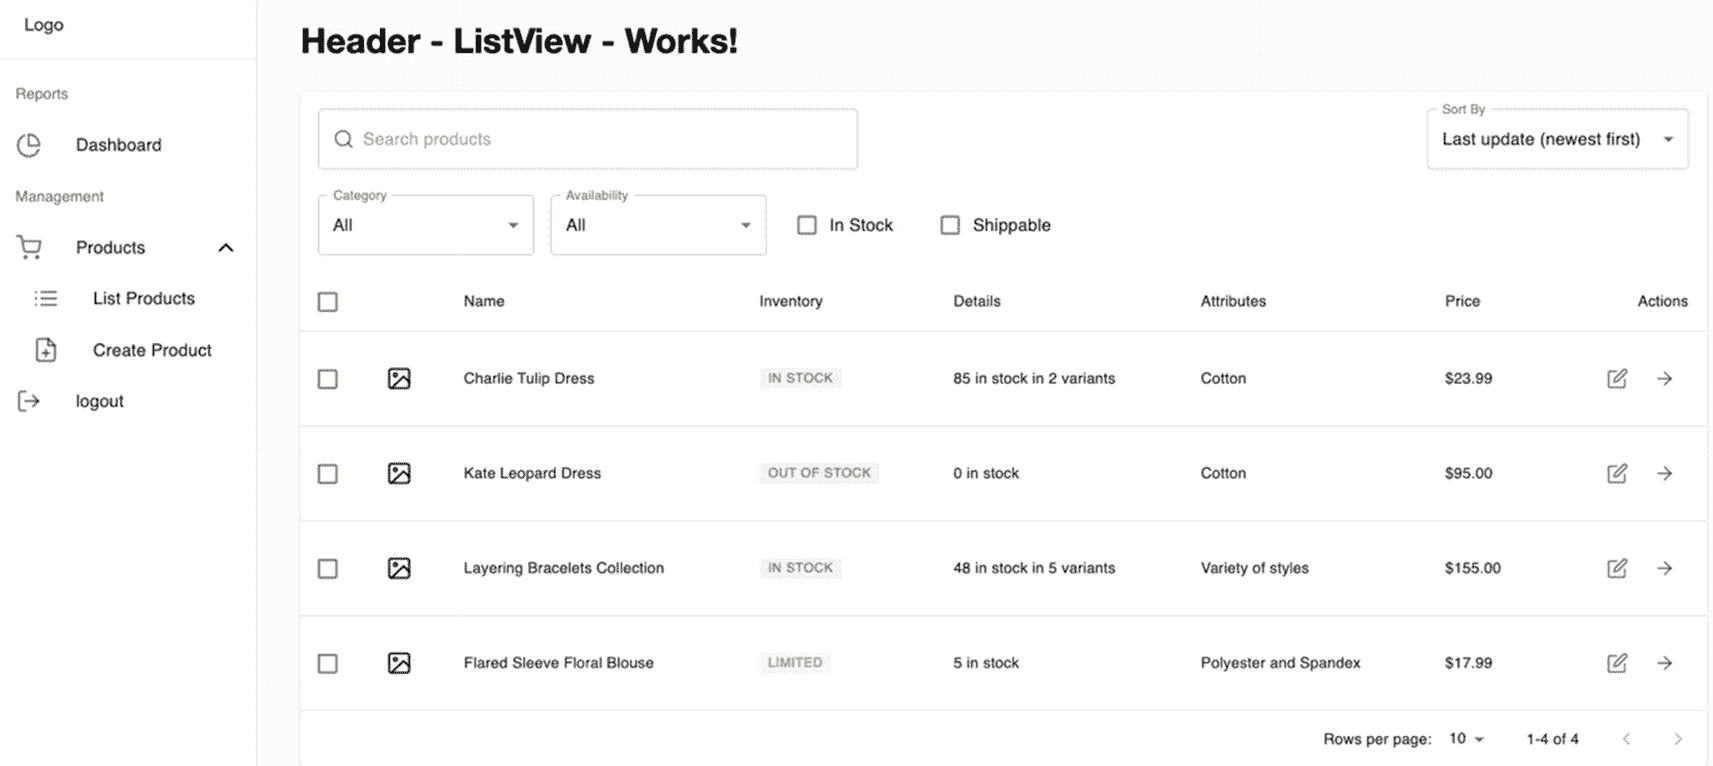 Logo
Reports
Dashboard
Management
Products
List Products
Create Product
logout
Header - ListView - Works!
Search products
Sort By
Last update (newest first)
Category
All
Availability
All
In Stock
Shippable
Name Inventory Details Attributes Price Actions
Charlie Tulip Dress IN STOCK 85 in stock in 2 variants Cotton $23.99
Kate Leopard Dress OUT OF STOCK 0 in stock Cotton $95.00
Layering Bracelets Collection IN STOCK 48 in stock in 5 variants Variety of styles $155.00
Flared Sleeve Floral Blouse LIMITED 5 in stock Polyester and Spandex $17.99
Rows per page: 10 1-4 of 4